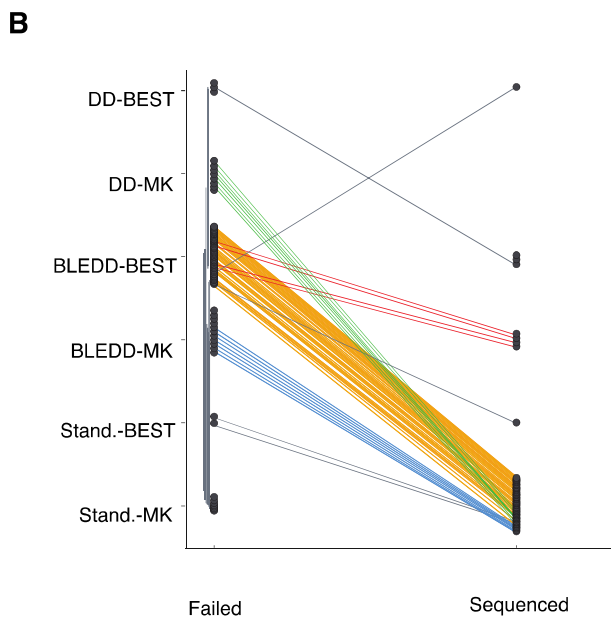 B
DD-BEST
DD-MK
BLEDD-BEST
BLEDD-MK
Stand.-BEST
Stand.-MK
Failed
Sequenced